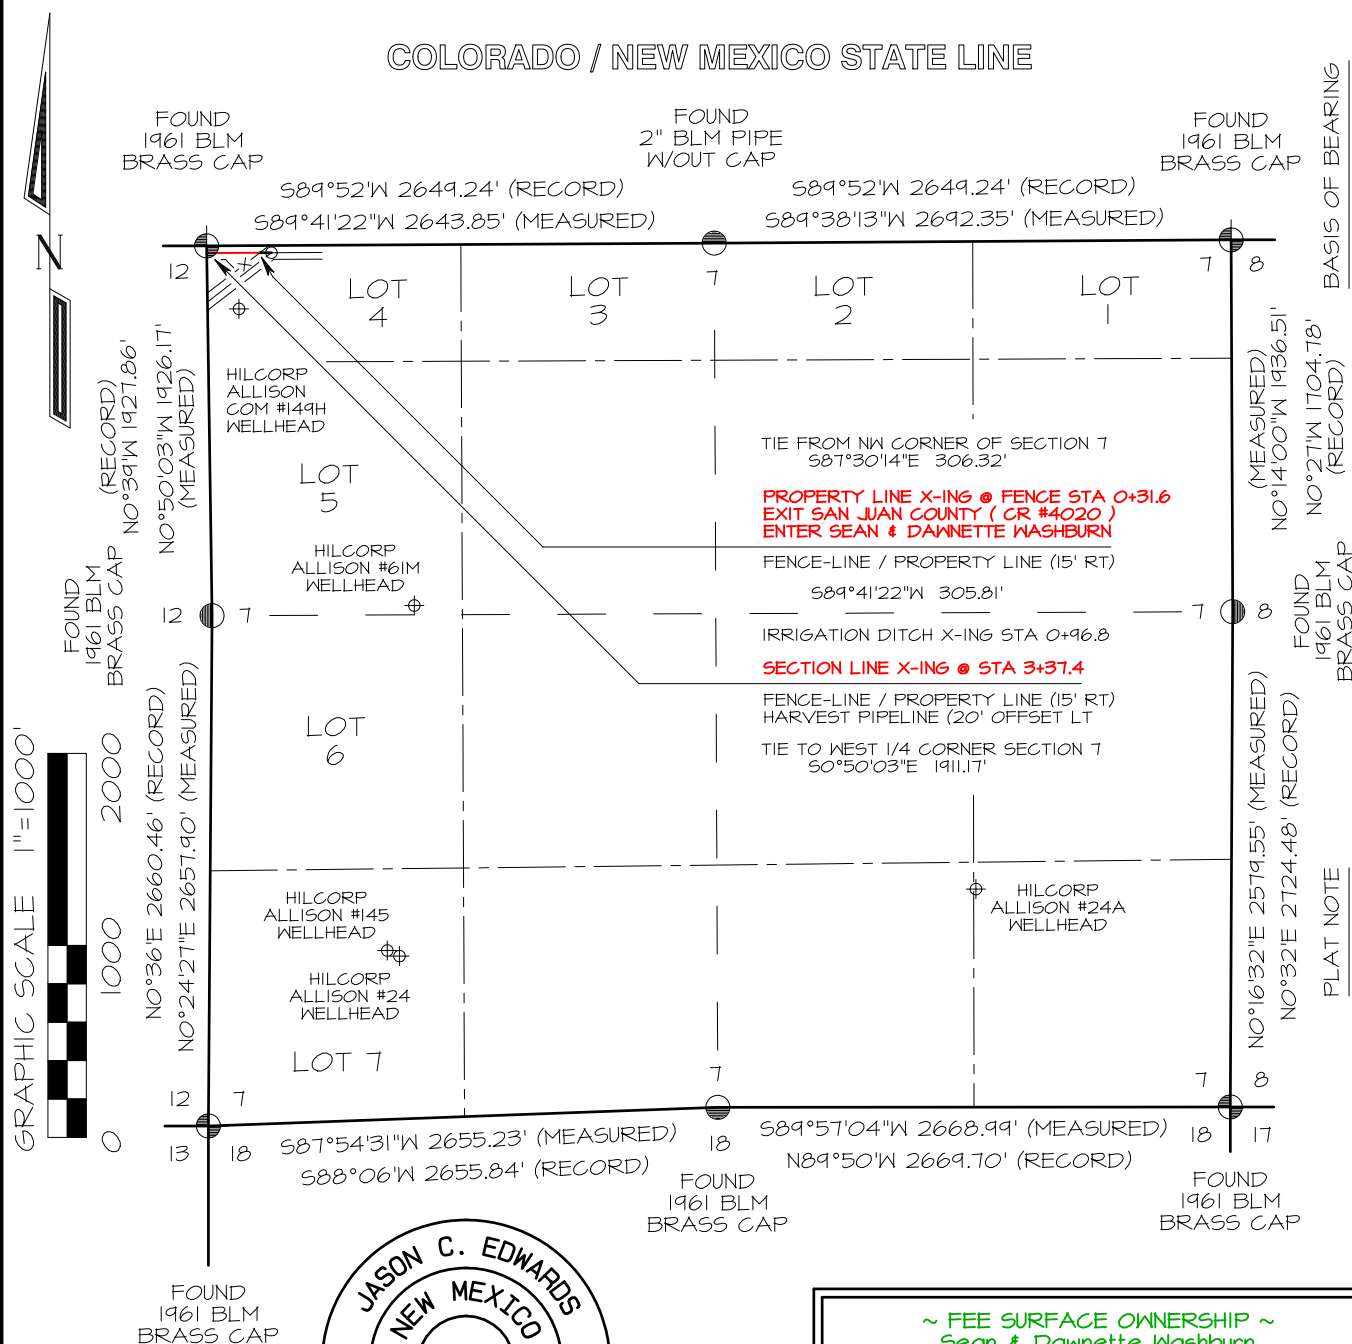 COLORADO / NEW MEXICO STATE LINE
FOUND
1961 BLM
BRASS CAP
FOUND
2" BLM PIPE
W/OUT CAP
FOUND
1961 BLM
BRASS CAP
BASIS OF BEARING
S89°52'W 2649.24' (RECORD)
S89°41'22"W 2643.85' (MEASURED)
S89°52'W 2649.24' (RECORD)
S89°38'13"W 2692.35' (MEASURED)
N
12
7
7
8
LOT
4
LOT
3
LOT
2
LOT
1
(RECORD)
N0°39'W 1927.86'
N0°50'03"W 1926.17'
(MEASURED)
HILCORP
ALLISON
COM #149H
WELLHEAD
(MEASURED)
N0°14'00"W 1936.51'
N0°27'W 1704.78'
(RECORD)
TIE FROM NW CORNER OF SECTION 7
S87°30'14"E 306.32'
LOT
5
PROPERTY LINE X-ING @ FENCE STA 0+31.6
EXIT SAN JUAN COUNTY ( CR #4020 )
ENTER SEAN & DAWNETTE WASHBURN
FENCE-LINE / PROPERTY LINE (15' RT)
S89°41'22"W 305.81'
HILCORP
ALLISON #61M
WELLHEAD
FOUND
1961 BLM
BRASS CAP
12
7
7
8
FOUND
1961 BLM
BRASS CAP
IRRIGATION DITCH X-ING STA 0+96.8
SECTION LINE X-ING @ STA 3+37.4
FENCE-LINE / PROPERTY LINE (15' RT)
HARVEST PIPELINE (20' OFFSET LT
TIE TO WEST 1/4 CORNER SECTION 7
S0°50'03"E 1911.17'
LOT
6
GRAPHIC SCALE 1"=1000'
2000
1000
0
N0°36'E 2660.46' (RECORD)
N0°24'27"E 2657.90' (MEASURED)
N0°16'32"E 2579.55' (MEASURED)
N0°32'E 2724.48' (RECORD)
PLAT NOTE
HILCORP
ALLISON #145
WELLHEAD
HILCORP
ALLISON #24
WELLHEAD
HILCORP
ALLISON #24A
WELLHEAD
LOT 7
12
7
7
7
8
13
18
18
18
17
S87°54'31"W 2655.23' (MEASURED)
S88°06'W 2655.84' (RECORD)
S89°57'04"W 2668.99' (MEASURED)
N89°50'W 2669.70' (RECORD)
FOUND
1961 BLM
BRASS CAP
FOUND
1961 BLM
BRASS CAP
FOUND
1961 BLM
BRASS CAP
JASON C. EDWARDS
NEW MEXICO
~ FEE SURFACE OWNERSHIP ~
Sean & Dawnette Washburn